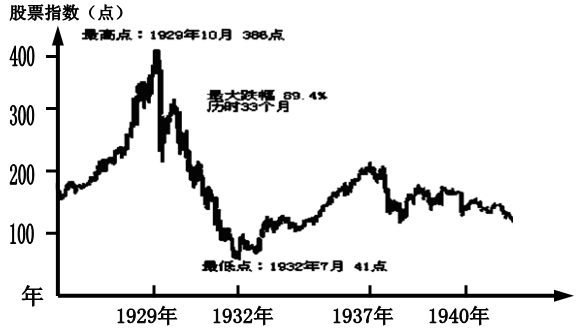 股票指数（点）
最高点：1929年10月 386点
400
最大跌幅 89.4%
历时33个月
300
200
100
最低点：1932年7月 41点
年
1929年 1932年 1937年 1940年